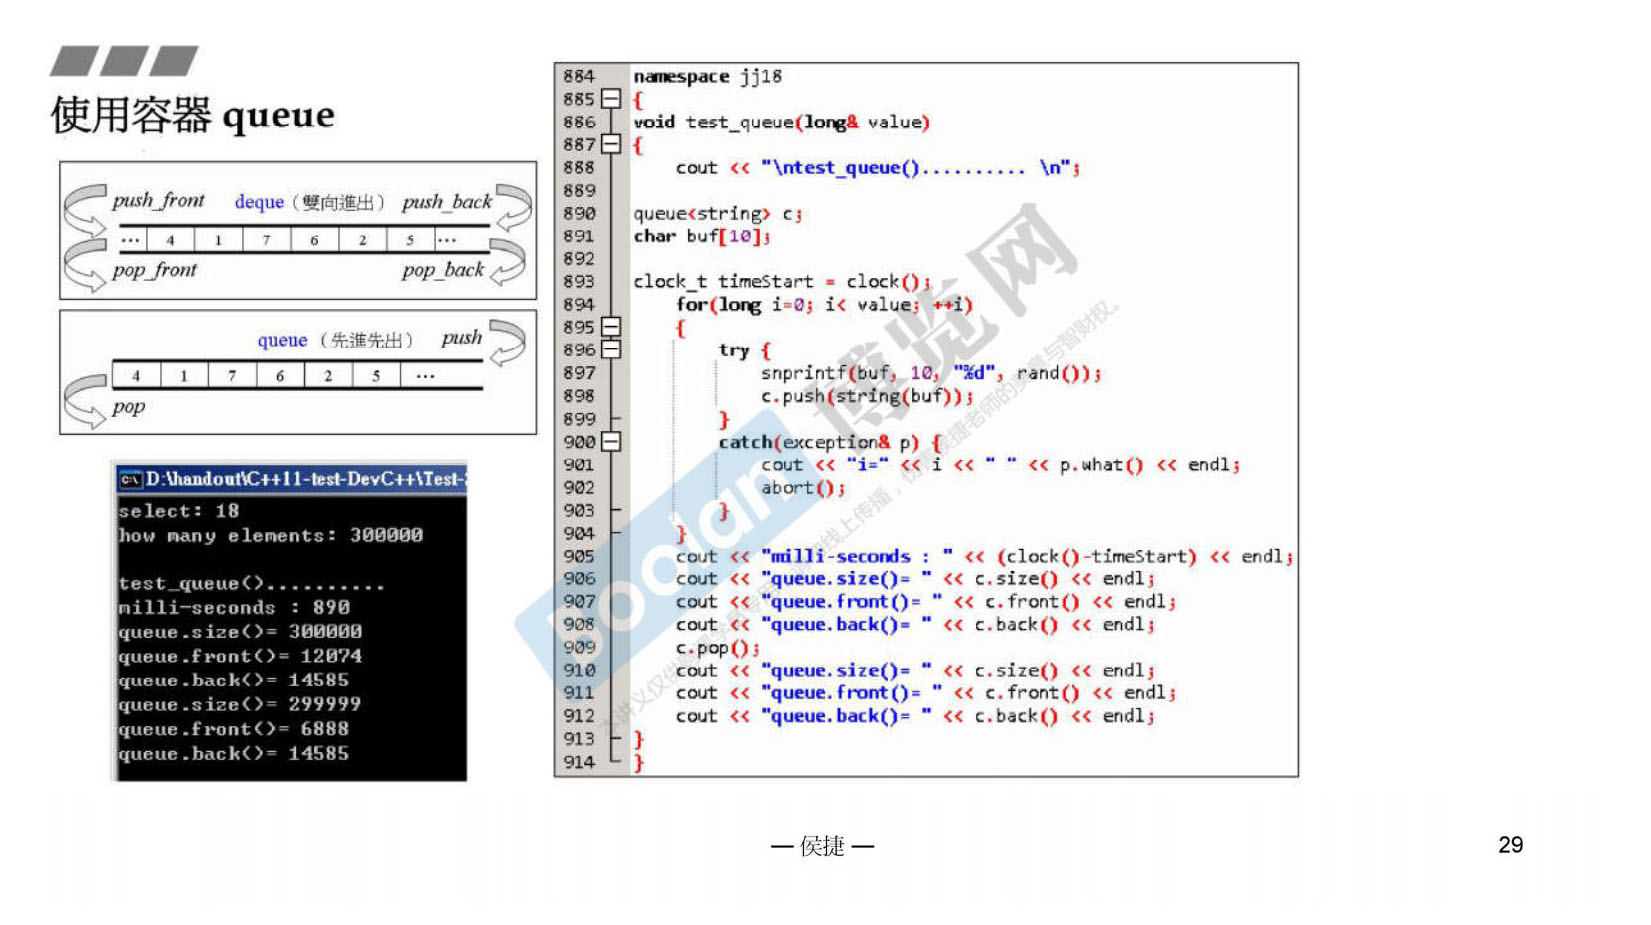 使用容器 queue
push_front deque（雙向進出） push_back
... 4 1 7 6 2 5 ...
pop_front pop_back
queue （先進先出） push
4 1 7 6 2 5 ...
pop
D:\handout\C++11-test-DevC++\Test-
select: 18
how many elements: 300000
test_queue()..........
milli-seconds : 890
queue.size()= 300000
queue.front()= 12074
queue.back()= 14585
queue.size()= 299999
queue.front()= 6888
queue.back()= 14585
884 namespace jj18
885 {
886 void test_queue(long& value)
887 {
888 cout << "\ntest_queue().......... \n";
889
890 queue<string> c;
891 char buf[10];
892
893 clock_t timeStart = clock();
894 for(long i=0; i< value; ++i)
895 {
896 try {
897 snprintf(buf, 10, "%d", rand());
898 c.push(string(buf));
899 }
900 catch(exception& p) {
901 cout << "i=" << i << " " << p.what() << endl;
902 abort();
903 }
904 }
905 cout << "milli-seconds : " << (clock()-timeStart) << endl;
906 cout << "queue.size()= " << c.size() << endl;
907 cout << "queue.front()= " << c.front() << endl;
908 cout << "queue.back()= " << c.back() << endl;
909 c.pop();
910 cout << "queue.size()= " << c.size() << endl;
911 cout << "queue.front()= " << c.front() << endl;
912 cout << "queue.back()= " << c.back() << endl;
913 }
914 }
Boolan 博览网
— 侯捷 —
29